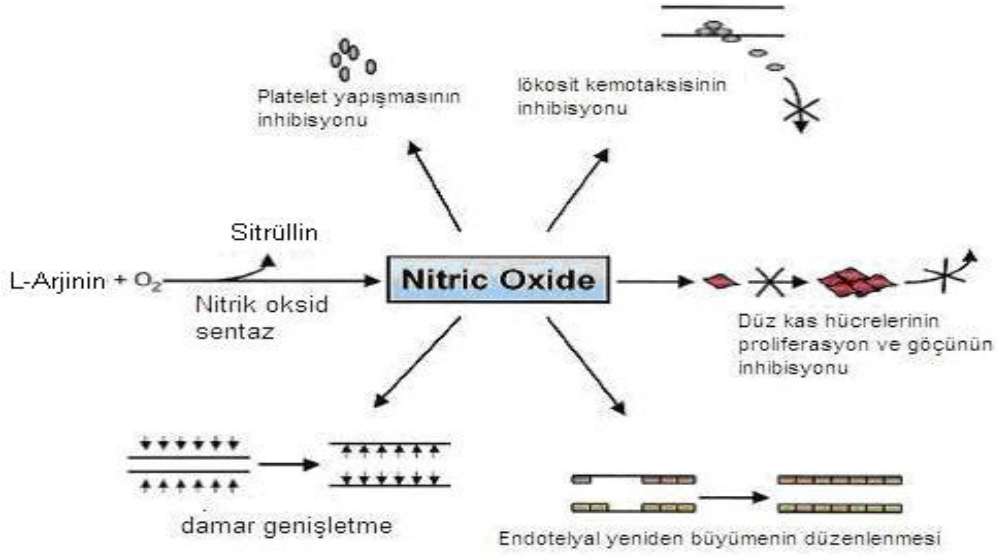 Platelet yapışmasının
inhibisyonu
lökosit kemotaksisinin
inhibisyonu
Sitrüllin
L-Arjinin + O₂
Nitrik oksid
sentaz
Nitric Oxide
Düz kas hücrelerinin
proliferasyon ve göçünün
inhibisyonu
damar genişletme
Endotelyal yeniden büyümenin düzenlenmesi